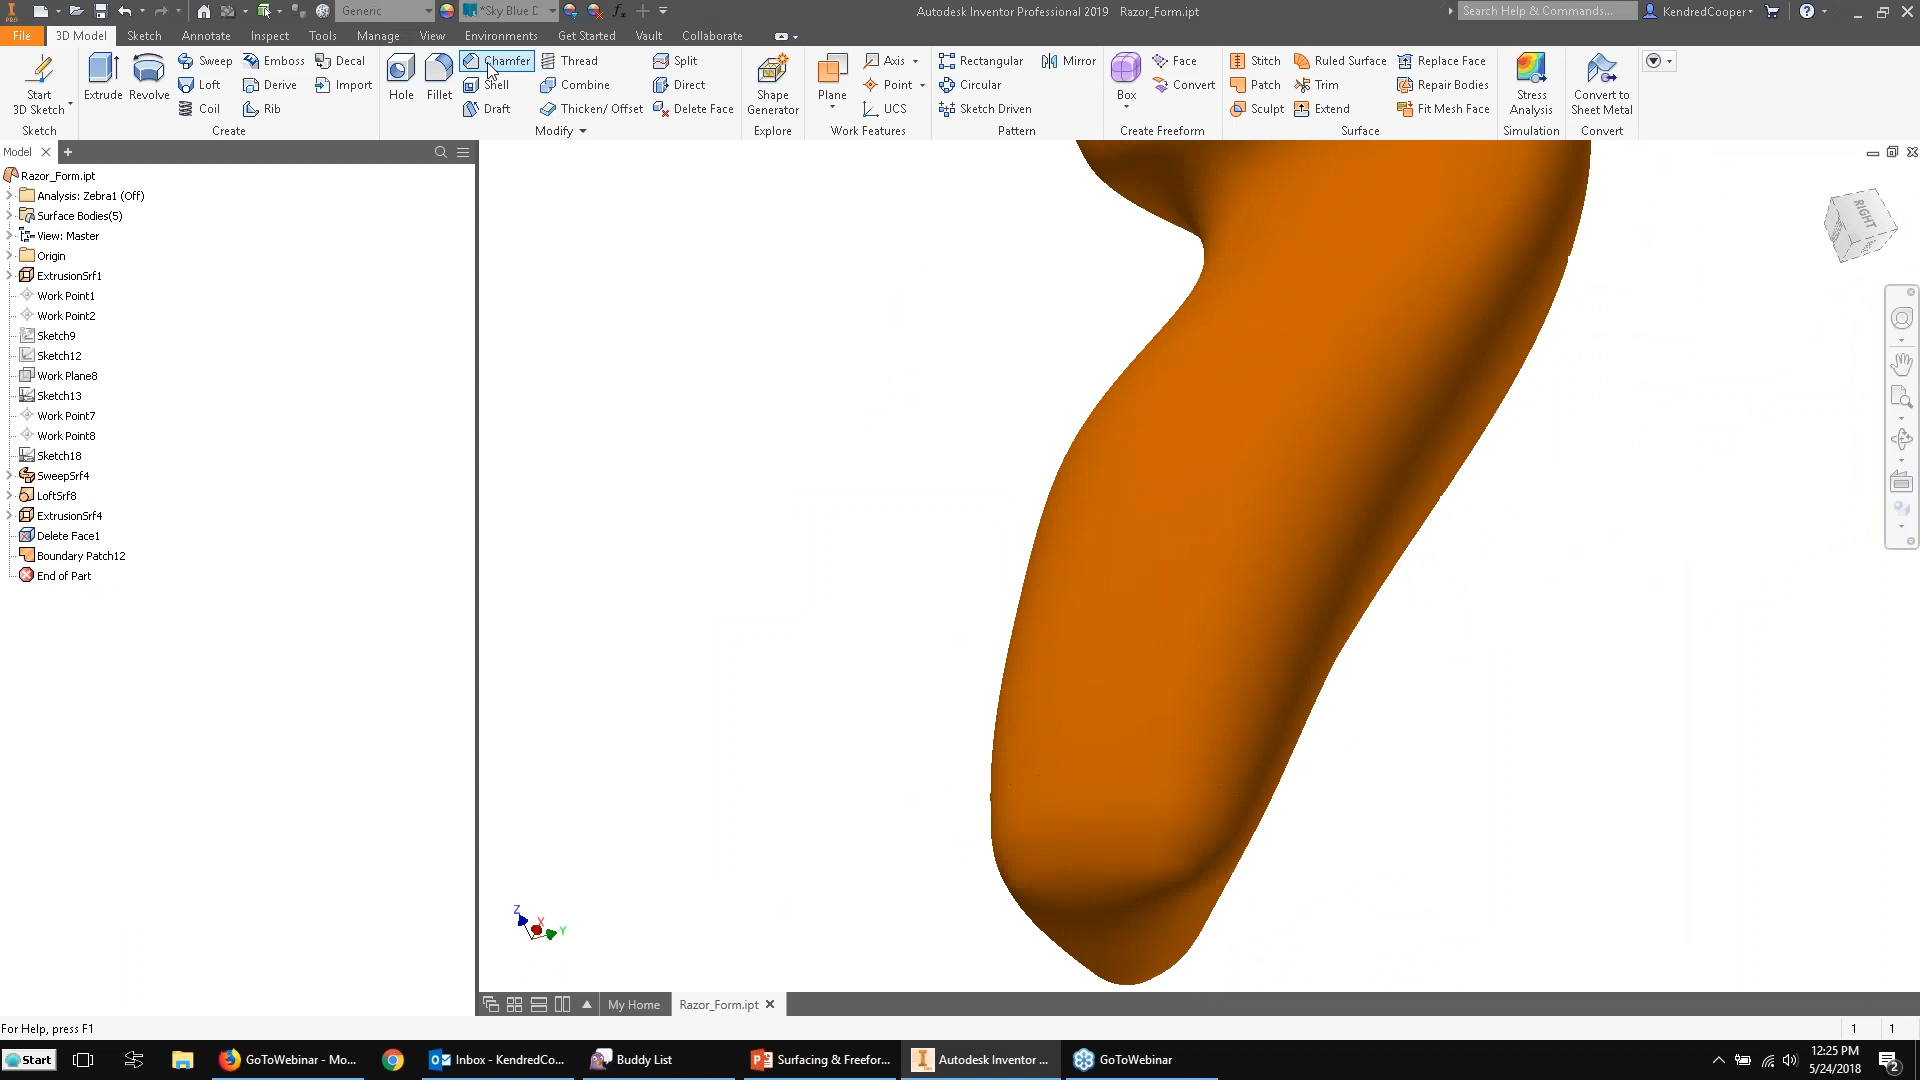 PRO
Generic
*Sky Blue D
Autodesk Inventor Professional 2019 Razor_Form.ipt
Search Help & Commands...
KendredCooper
File 3D Model Sketch Annotate Inspect Tools Manage View Environments Get Started Vault Collaborate
Start
3D Sketch
Sketch
Extrude
Revolve
Sweep
Loft
Coil
Emboss
Derive
Rib
Decal
Import
Create
Hole
Fillet
Chamfer
Shell
Draft
Thread
Combine
Thicken/ Offset
Split
Direct
Delete Face
Modify
Shape
Generator
Explore
Plane
Axis
Point
UCS
Work Features
Rectangular
Circular
Sketch Driven
Mirror
Pattern
Box
Face
Convert
Create Freeform
Stitch
Patch
Sculpt
Ruled Surface
Trim
Extend
Replace Face
Repair Bodies
Fit Mesh Face
Surface
Stress
Analysis
Simulation
Convert to
Sheet Metal
Convert
Model
Razor_Form.ipt
Analysis: Zebra1 (Off)
Surface Bodies(5)
View: Master
Origin
ExtrusionSrf1
Work Point1
Work Point2
Sketch9
Sketch12
Work Plane8
Sketch13
Work Point7
Work Point8
Sketch18
SweepSrf4
LoftSrf8
ExtrusionSrf4
Delete Face1
Boundary Patch12
End of Part
RIGHT
Z
X
Y
My Home
Razor_Form.ipt
For Help, press F1
1 1
Start
GoToWebinar - Mo...
Inbox - KendredCo...
Buddy List
Surfacing & Freefor...
Autodesk Inventor ...
GoToWebinar
12:25 PM
5/24/2018
2